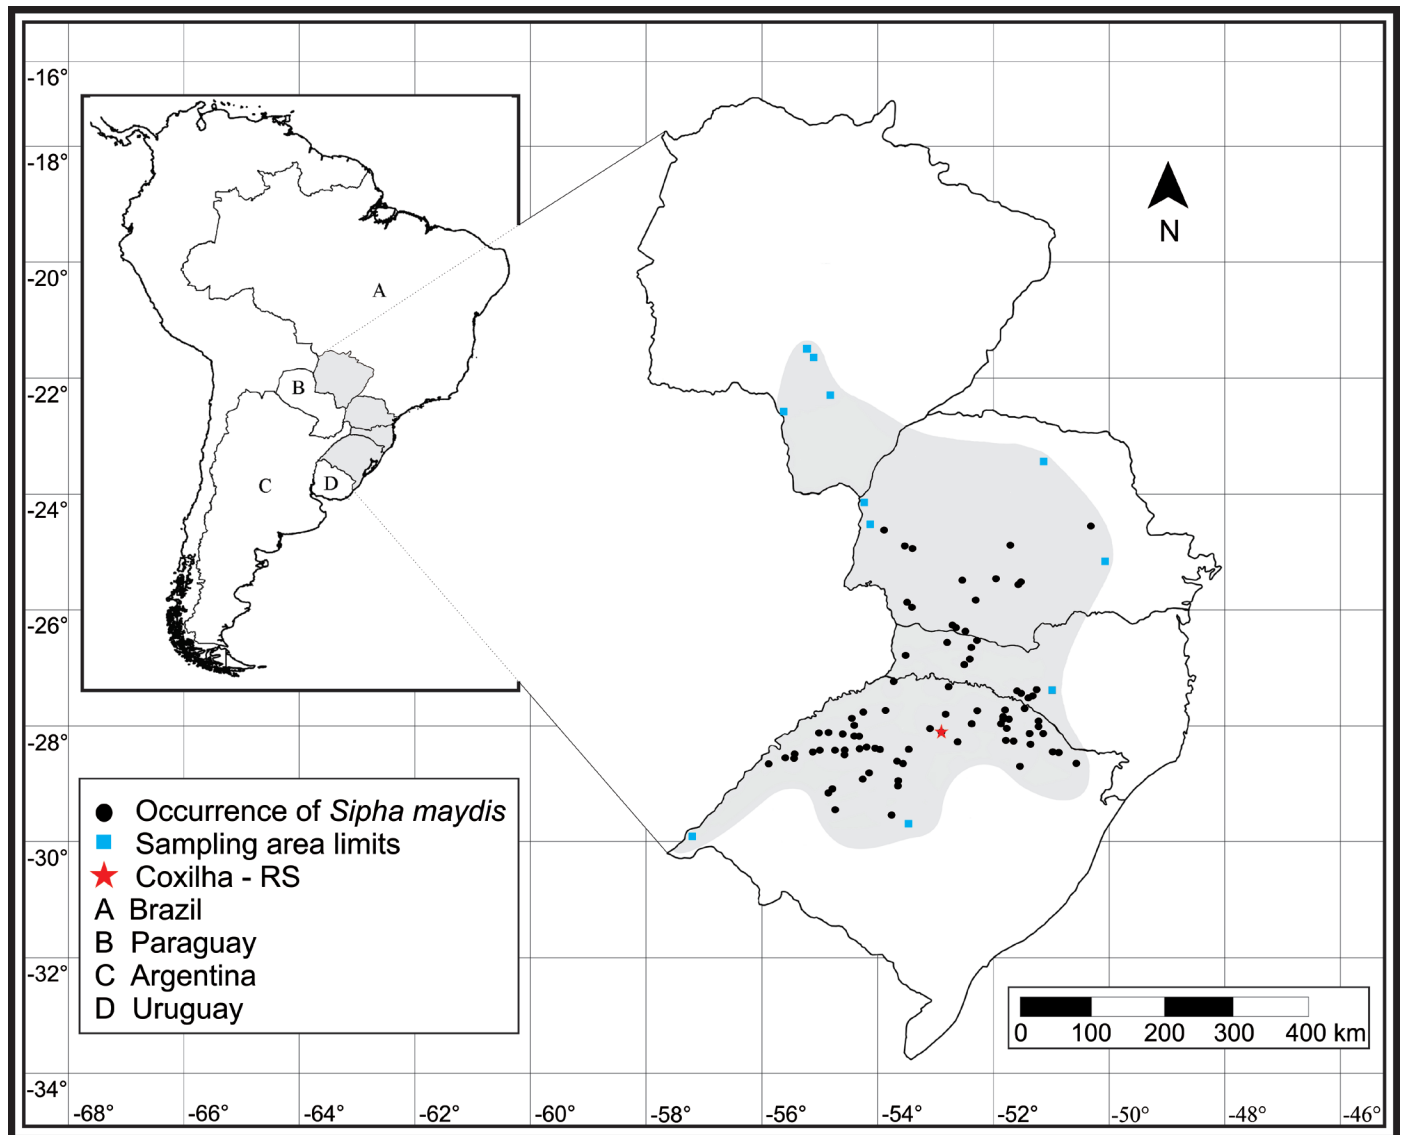 -16°
-18°
-20°
-22°
-24°
-26°
-28°
-30°
-32°
-34°
A
B
C
D
N
Occurrence of Sipha maydis
Sampling area limits
Coxilha - RS
A Brazil
B Paraguay
C Argentina
D Uruguay
0 100 200 300 400 km
-68° -66° -64° -62° -60° -58° -56° -54° -52° -50° -48° -46°